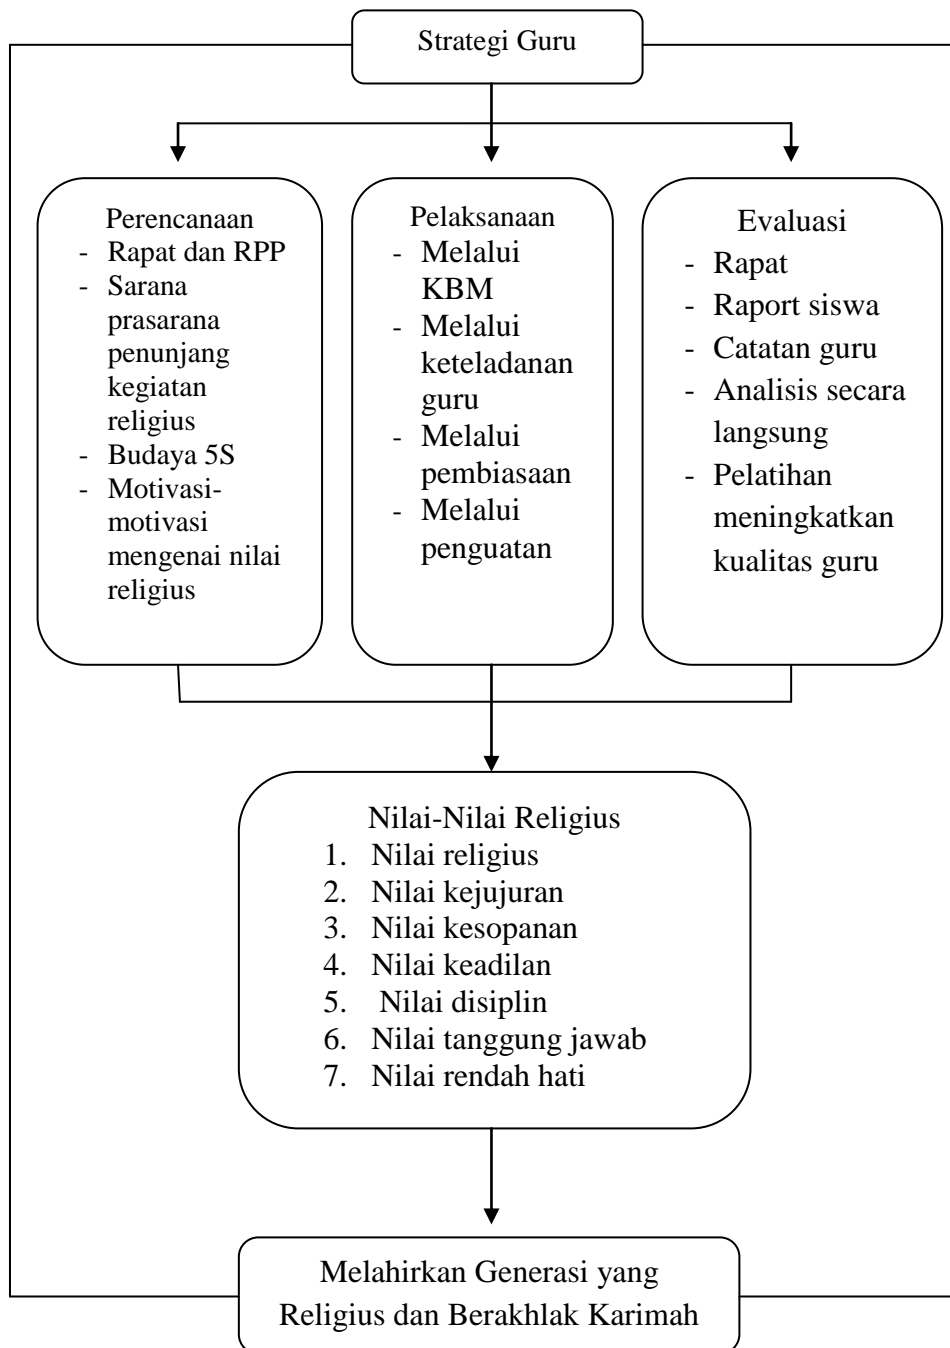 Strategi Guru
Perencanaan
- Rapat dan RPP
- Sarana
prasarana
penunjang
kegiatan
religius
- Budaya 5S
- Motivasi-
motivasi
mengenai nilai
religius
Pelaksanaan
- Melalui
KBM
- Melalui
keteladanan
guru
- Melalui
pembiasaan
- Melalui
penguatan
Evaluasi
- Rapat
- Raport siswa
- Catatan guru
- Analisis secara
langsung
- Pelatihan
meningkatkan
kualitas guru
Nilai-Nilai Religius
1. Nilai religius
2. Nilai kejujuran
3. Nilai kesopanan
4. Nilai keadilan
5. Nilai disiplin
6. Nilai tanggung jawab
7. Nilai rendah hati
Melahirkan Generasi yang
Religius dan Berakhlak Karimah